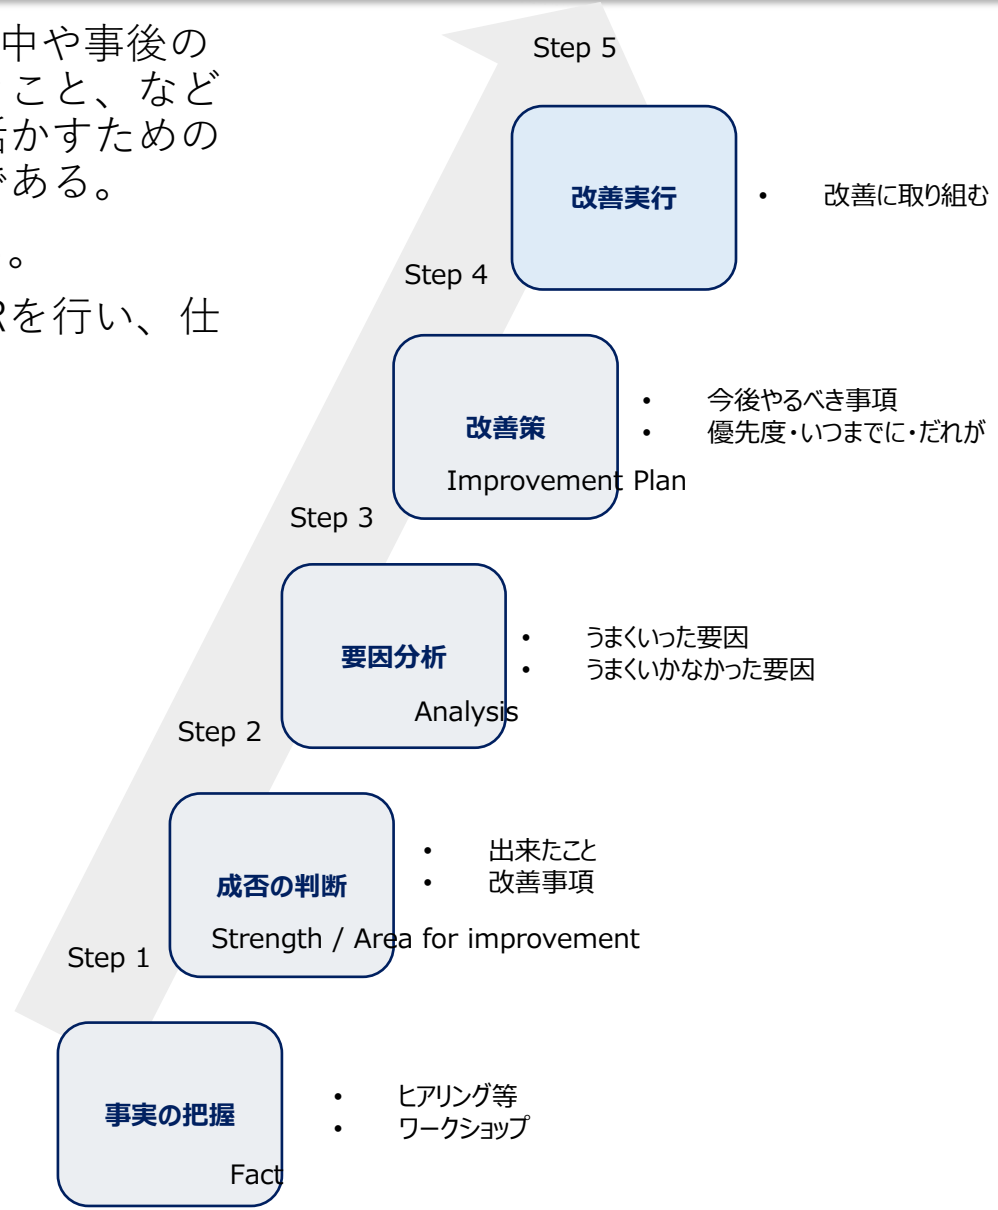 中や事後の
こと、など
活かすための
である。
。
Rを行い、仕
Step 5
改善実行
• 改善に取り組む
Step 4
改善策
Improvement Plan
• 今後やるべき事項
• 優先度・いつまでに・だれが
Step 3
要因分析
Analysis
• うまくいった要因
• うまくいかなかった要因
Step 2
成否の判断
Strength / Area for improvement
• 出来たこと
• 改善事項
Step 1
事実の把握
Fact
• ヒアリング等
• ワークショップ